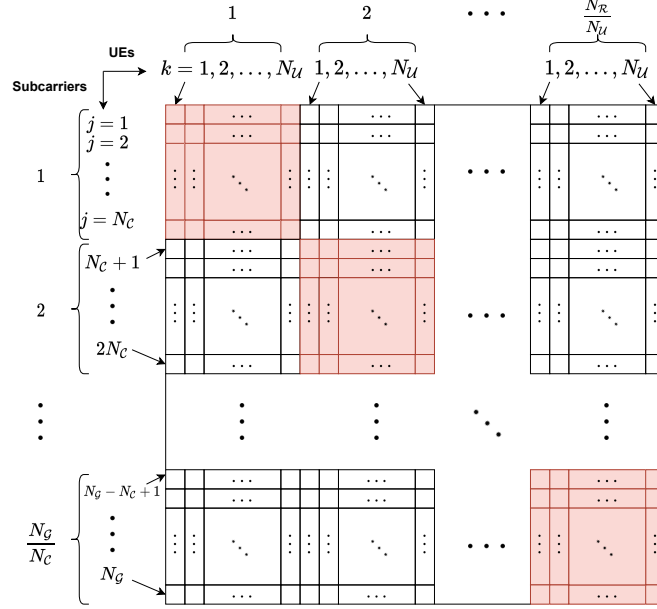 1 2 ⋯ N_ℛ/N_𝒰
UEs
k = 1, 2, …, N_𝒰 1, 2, …, N_𝒰 1, 2, …, N_𝒰
Subcarriers
j = 1
j = 2
⋮
1
j = N_𝒞
N_𝒞 + 1
⋮
2
2N_𝒞
⋮
N_𝒢 − N_𝒞 + 1
⋮
N_𝒢/N_𝒞
N_𝒢